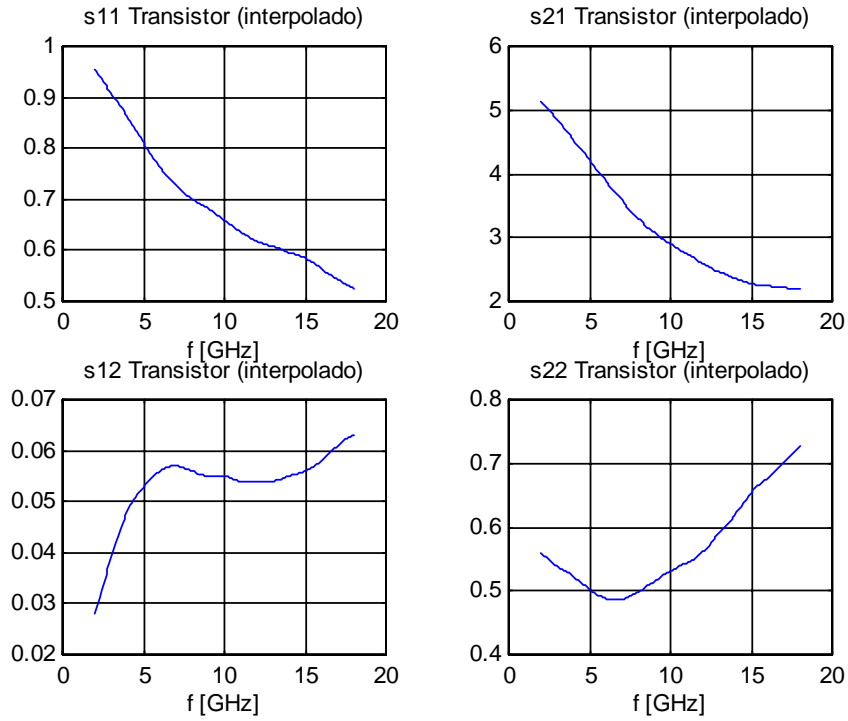 s11 Transistor (interpolado)
1
0.9
0.8
0.7
0.6
0.5
0 5 10 15 20
f [GHz]
s21 Transistor (interpolado)
6
5
4
3
2
0 5 10 15 20
f [GHz]
s12 Transistor (interpolado)
0.07
0.06
0.05
0.04
0.03
0.02
0 5 10 15 20
f [GHz]
s22 Transistor (interpolado)
0.8
0.7
0.6
0.5
0.4
0 5 10 15 20
f [GHz]